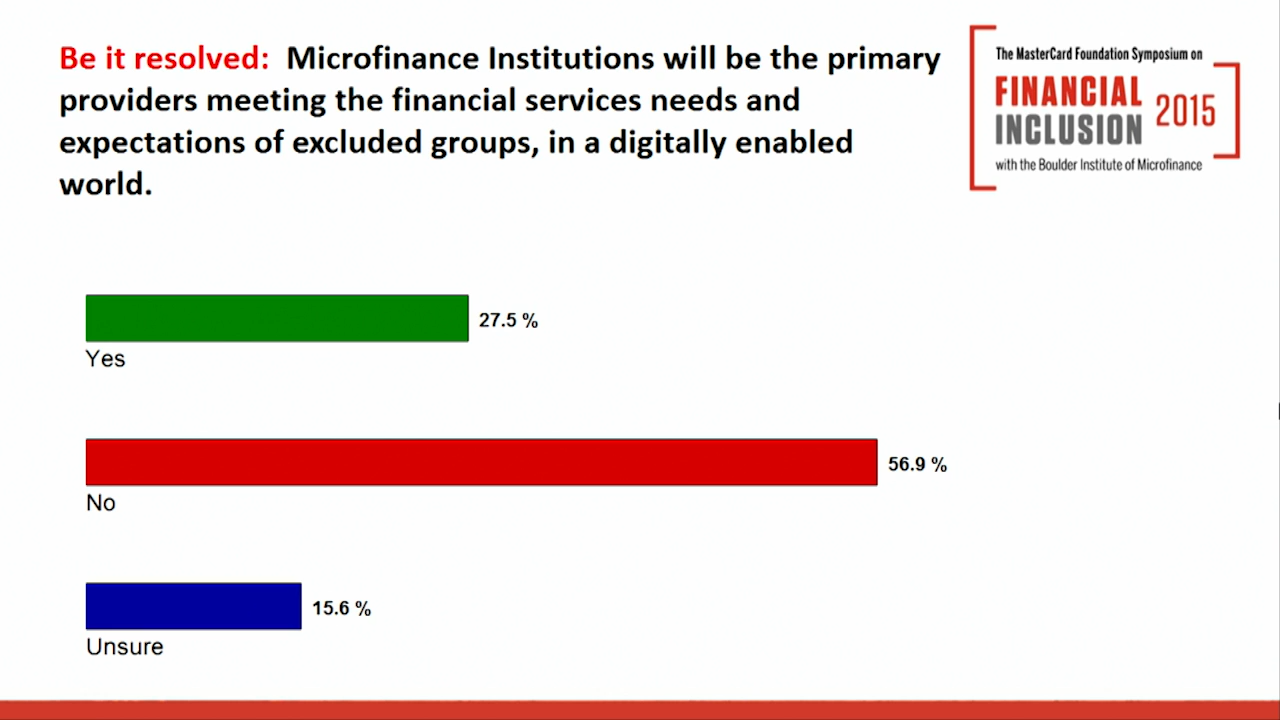 Be it resolved: Microfinance Institutions will be the primary
providers meeting the financial services needs and
expectations of excluded groups, in a digitally enabled
world.
The MasterCard Foundation Symposium on
FINANCIAL
INCLUSION
2015
with the Boulder Institute of Microfinance
27.5 %
Yes
56.9 %
No
15.6 %
Unsure